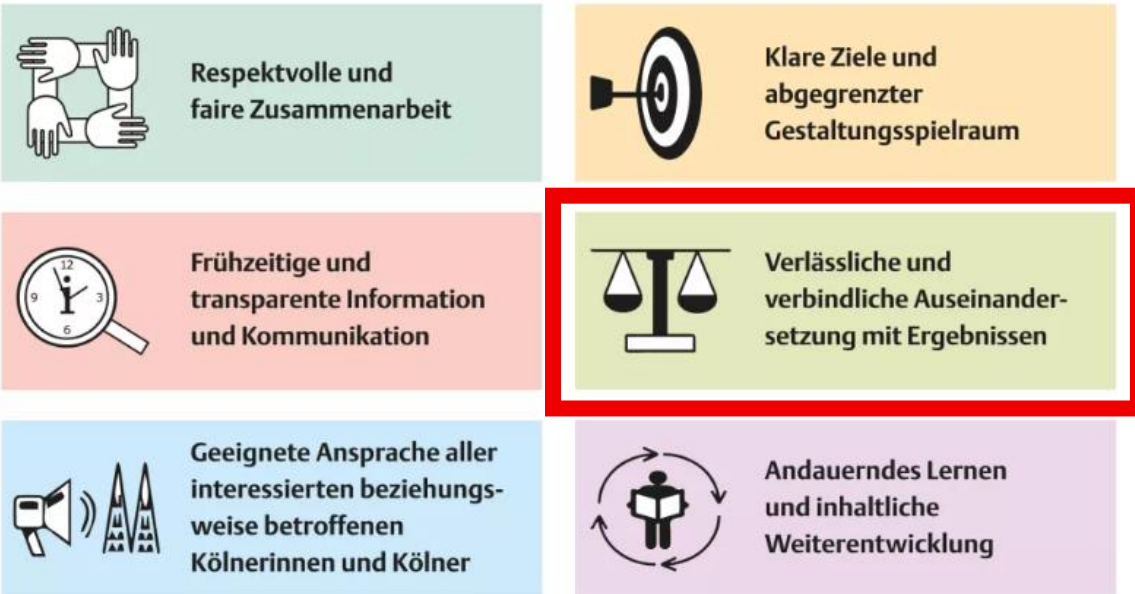 Respektvolle und
faire Zusammenarbeit
Klare Ziele und
abgegrenzter
Gestaltungsspielraum
12
9
i
3
6
Frühzeitige und
transparente Information
und Kommunikation
Verlässliche und
verbindliche Auseinander-
setzung mit Ergebnissen
Geeignete Ansprache aller
interessierten beziehungs-
weise betroffenen
Kölnerinnen und Kölner
Andauerndes Lernen
und inhaltliche
Weiterentwicklung